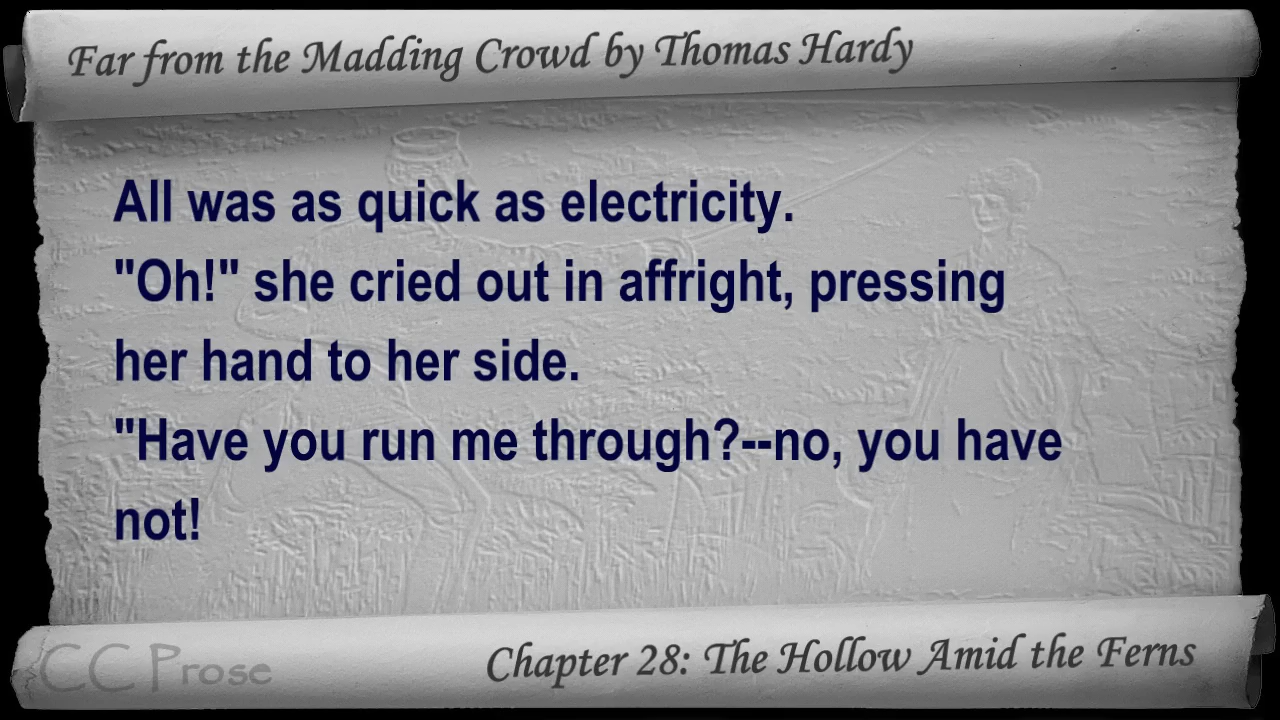 Far from the Madding Crowd by Thomas Hardy
All was as quick as electricity.
"Oh!" she cried out in affright, pressing
her hand to her side.
"Have you run me through?--no, you have
not!
CC Prose
Chapter 28: The Hollow Amid the Ferns